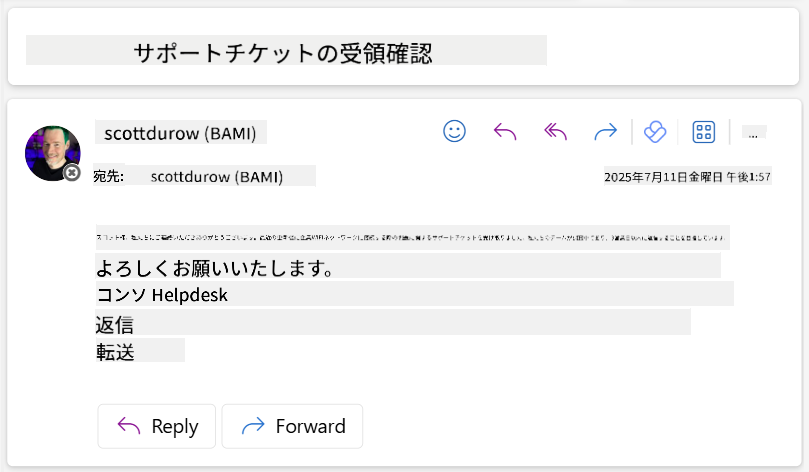 サポートチケットの受領確認
scottdurow (BAMI)
...
宛先: scottdurow (BAMI)
2025年7月11日金曜日 午後1:57
よろしくお願いいたします。
コンソ Helpdesk
返信
転送
Reply
Forward